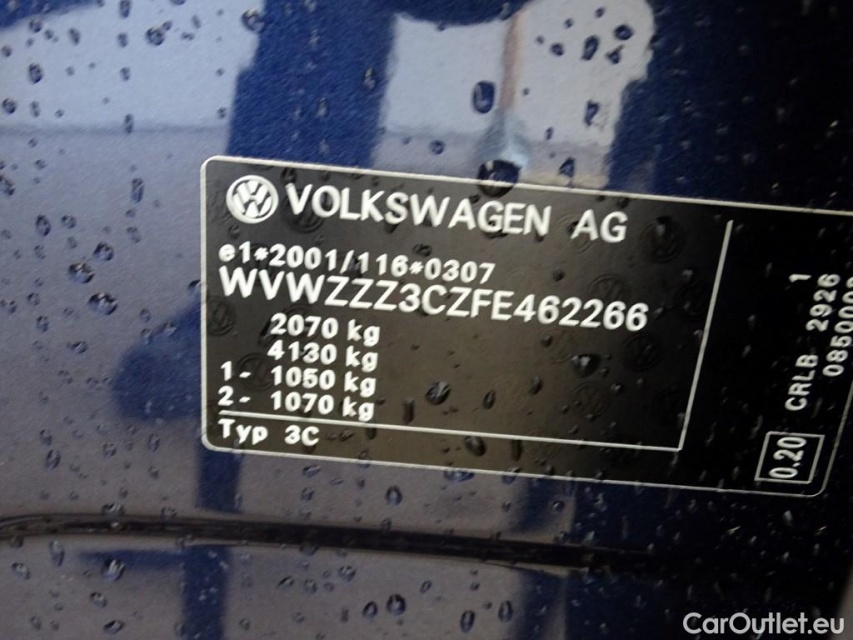 VOLKSWAGEN AG
e1*2001/116*0307
WVWZZZ3CZFE462266
2070 kg
4130 kg
1 - 1050 kg
2 - 1070 kg
Typ 3C
1
CRLB 2926
0.20
CarOutlet.eu